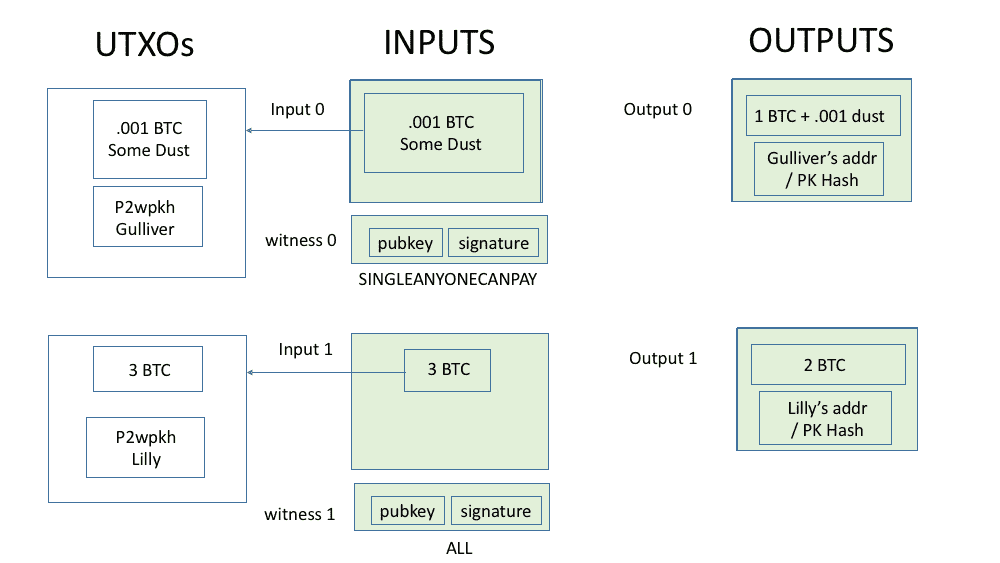 UTXOs
INPUTS
OUTPUTS
.001 BTC
Some Dust
P2wpkh
Gulliver
Input 0
.001 BTC
Some Dust
witness 0
pubkey
signature
SINGLEANYONECANPAY
Output 0
1 BTC + .001 dust
Gulliver’s addr
/ PK Hash
3 BTC
P2wpkh
Lilly
Input 1
3 BTC
witness 1
pubkey
signature
ALL
Output 1
2 BTC
Lilly’s addr
/ PK Hash